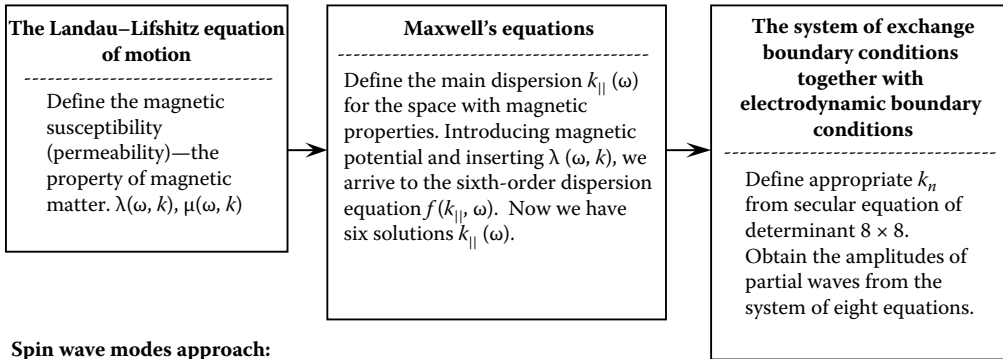 The Landau–Lifshitz equation
of motion
Define the magnetic
susceptibility
(permeability)—the
property of magnetic
matter. λ(ω, k), μ(ω, k)
Maxwell's equations
Define the main dispersion k|| (ω)
for the space with magnetic
properties. Introducing magnetic
potential and inserting λ (ω, k), we
arrive to the sixth-order dispersion
equation f(k||, ω). Now we have
six solutions k|| (ω).
The system of exchange
boundary conditions
together with
electrodynamic boundary
conditions
Define appropriate kn
from secular equation of
determinant 8 × 8.
Obtain the amplitudes of
partial waves from the
system of eight equations.
Spin wave modes approach: